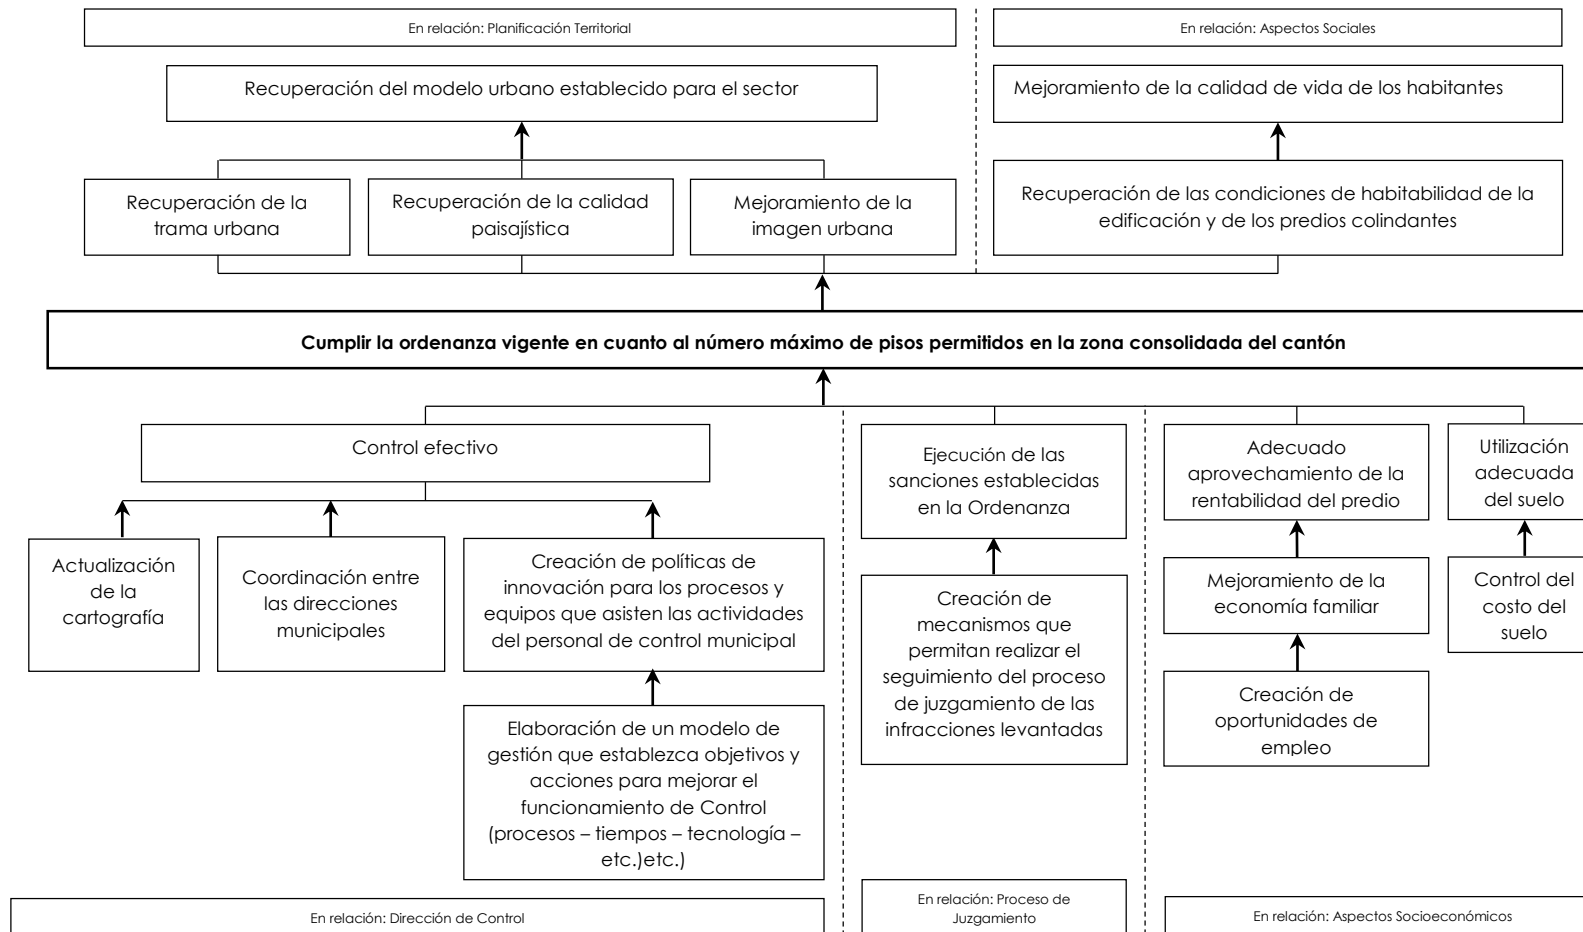 En relación: Planificación Territorial
En relación: Aspectos Sociales
Recuperación del modelo urbano establecido para el sector
Mejoramiento de la calidad de vida de los habitantes
Recuperación de la
trama urbana
Recuperación de la calidad
paisajística
Mejoramiento de la
imagen urbana
Recuperación de las condiciones de habitabilidad de la
edificación y de los predios colindantes
Cumplir la ordenanza vigente en cuanto al número máximo de pisos permitidos en la zona consolidada del cantón
Control efectivo
Ejecución de las
sanciones establecidas
en la Ordenanza
Adecuado
aprovechamiento de la
rentabilidad del predio
Utilización
adecuada
del suelo
Actualización
de la
cartografía
Coordinación entre
las direcciones
municipales
Creación de políticas de
innovación para los procesos y
equipos que asisten las actividades
del personal de control municipal
Creación de
mecanismos que
permitan realizar el
seguimiento del proceso
de juzgamiento de las
infracciones levantadas
Mejoramiento de la
economía familiar
Control del
costo del
suelo
Elaboración de un modelo de
gestión que establezca objetivos y
acciones para mejorar el
funcionamiento de Control
(procesos – tiempos – tecnología –
etc.)etc.)
Creación de
oportunidades de
empleo
En relación: Dirección de Control
En relación: Proceso de
Juzgamiento
En relación: Aspectos Socioeconómicos